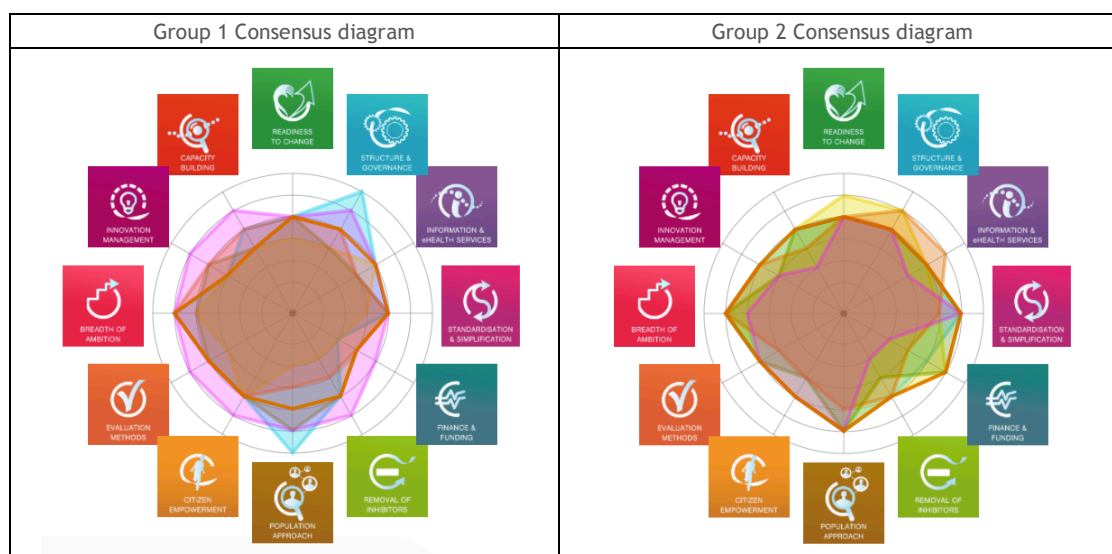 Group 1 Consensus diagram
Group 2 Consensus diagram
READINESS
TO CHANGE
STRUCTURE &
GOVERNANCE
INFORMATION &
eHEALTH SERVICES
STANDARDISATION
& SIMPLIFICATION
FINANCE &
FUNDING
REMOVAL OF
INHIBITORS
POPULATION
APPROACH
CITIZEN
EMPOWERMENT
EVALUATION
METHODS
BREADTH OF
AMBITION
INNOVATION
MANAGEMENT
CAPACITY
BUILDING
READINESS
TO CHANGE
STRUCTURE &
GOVERNANCE
INFORMATION &
eHEALTH SERVICES
STANDARDISATION
& SIMPLIFICATION
FINANCE &
FUNDING
REMOVAL OF
INHIBITORS
POPULATION
APPROACH
CITIZEN
EMPOWERMENT
EVALUATION
METHODS
BREADTH OF
AMBITION
INNOVATION
MANAGEMENT
CAPACITY
BUILDING